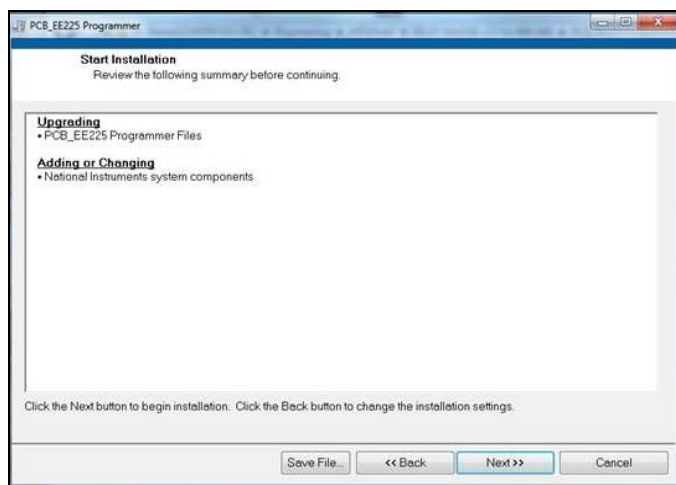 PCB_EE225 Programmer
Start Installation
Review the following summary before continuing.
Upgrading
• PCB_EE225 Programmer Files
Adding or Changing
• National Instruments system components
Click the Next button to begin installation. Click the Back button to change the installation settings.
Save File... << Back Next >> Cancel